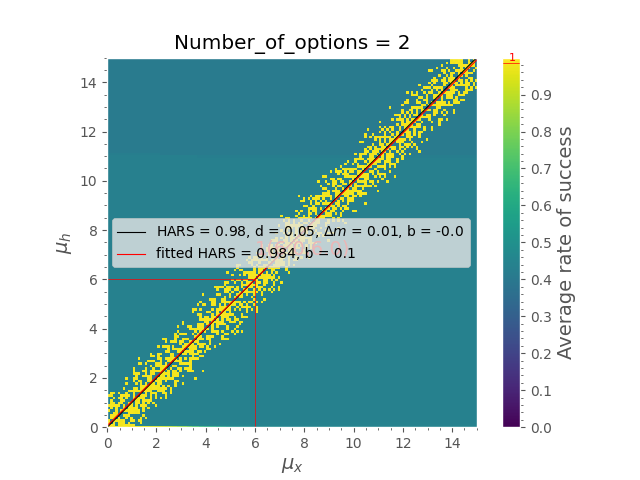 Number_of_options = 2
1
14
12
10
8
6
4
2
0
μh
0 2 4 6 8 10 12 14
μx
HARS = 0.98, d = 0.05, Δm = 0.01, b = -0.0
fitted HARS = 0.984, b = 0.1
0.9
0.8
0.7
0.6
0.5
0.4
0.3
0.2
0.1
0.0
Average rate of success